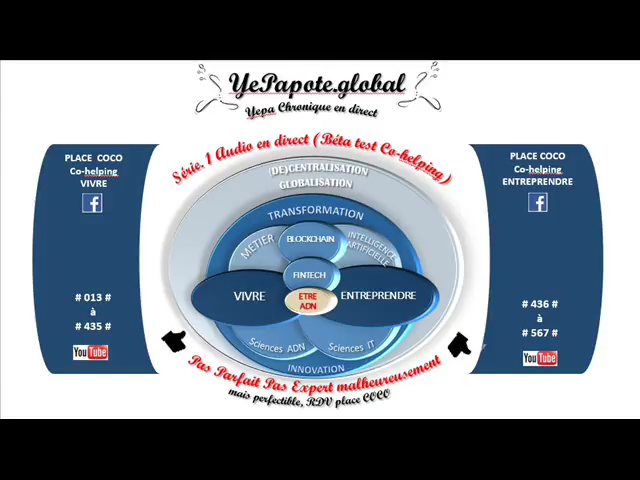 YePapote.global
Yepa Chronique en direct
Série.1 Audio en direct (Béta test Co-helping)
PLACE COCO
Co-helping
VIVRE
f
# 013 #
à
# 435 #
YouTube
(DE)CENTRALISATION
GLOBALISATION
TRANSFORMATION
METIER
BLOCKCHAIN
INTELLIGENCE
ARTIFICIELLE
FINTECH
VIVRE
ETRE
ADN
ENTREPRENDRE
Sciences ADN
Sciences IT
INNOVATION
PLACE COCO
Co-helping
ENTREPRENDRE
f
# 436 #
à
# 567 #
YouTube
Pas Parfait Pas Expert malheureusement
mais perfectible, RDV place COCO